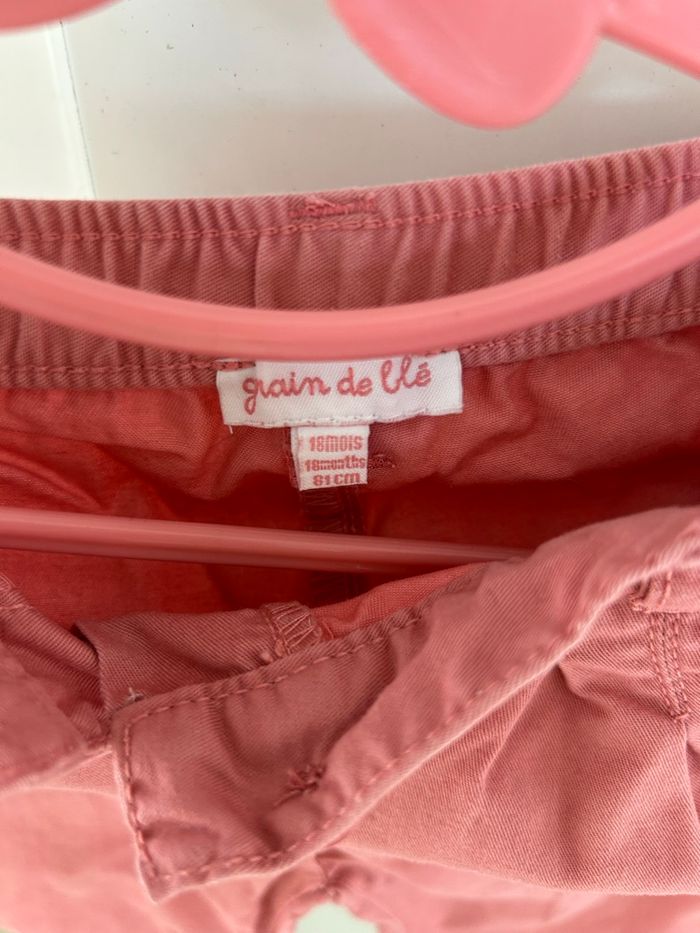 grain de blé
18mois
18months
81cm